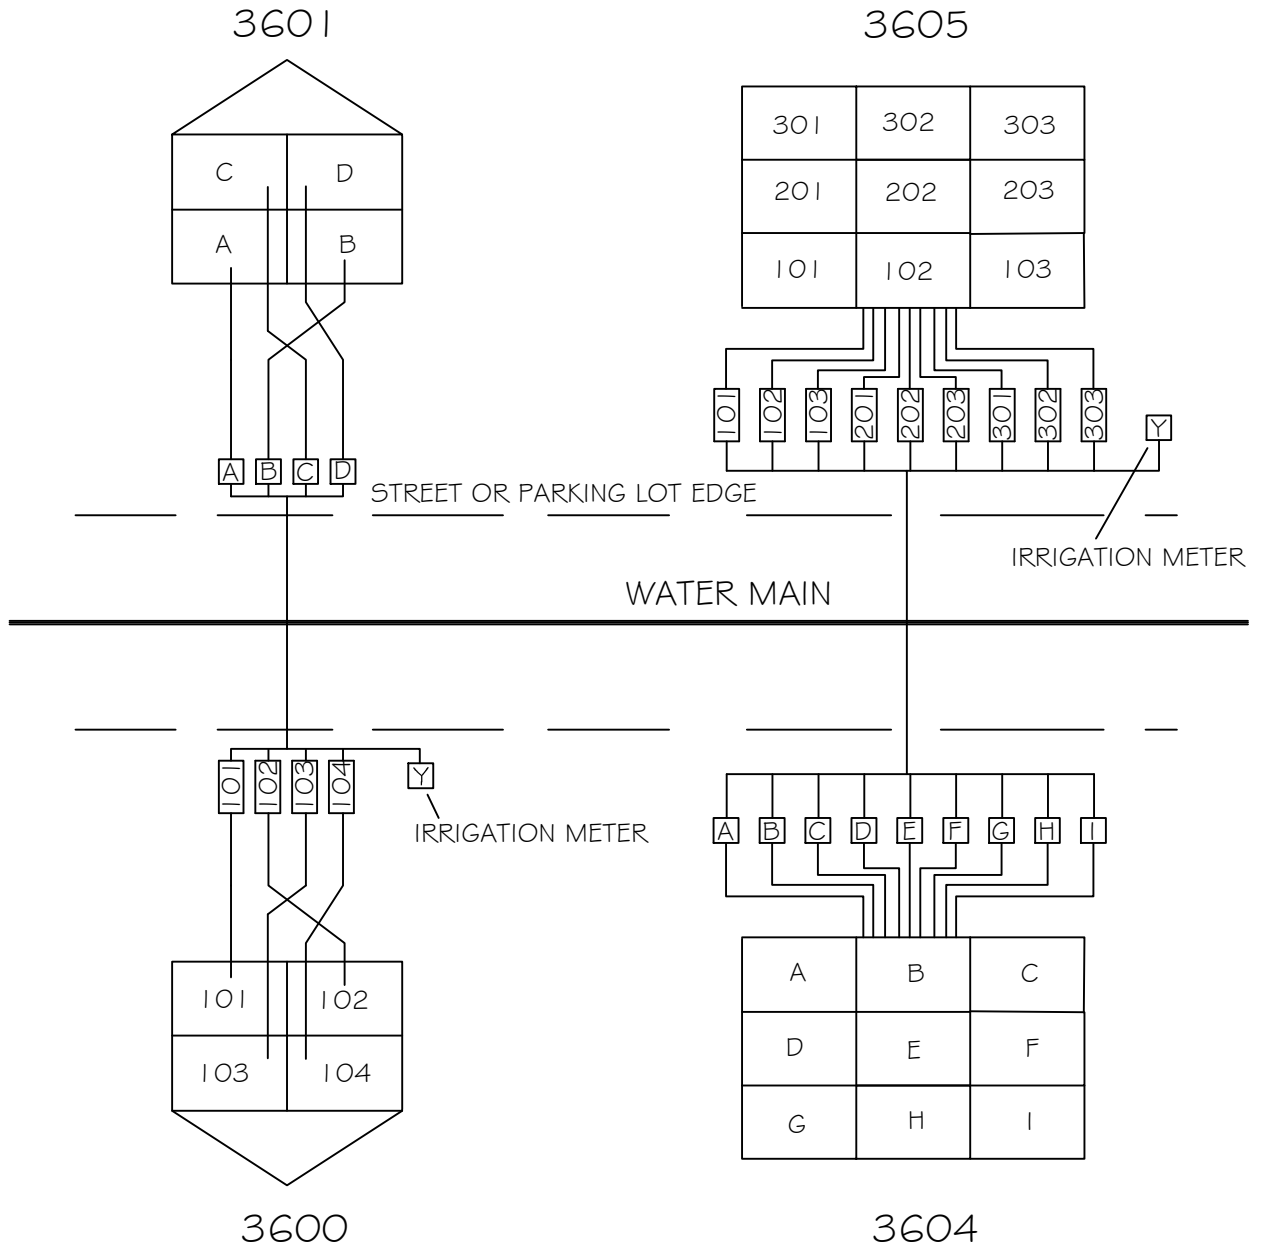 3601 3605
301 302 303
C D
201 202 203
A B
101 102 103
101 102 103 201 202 203 301 302 303 Y
A B C D
STREET OR PARKING LOT EDGE
IRRIGATION METER
WATER MAIN
101 102 103 104 Y
IRRIGATION METER
A B C D E F G H I
A B C
101 102
D E F
103 104
G H I
3600 3604